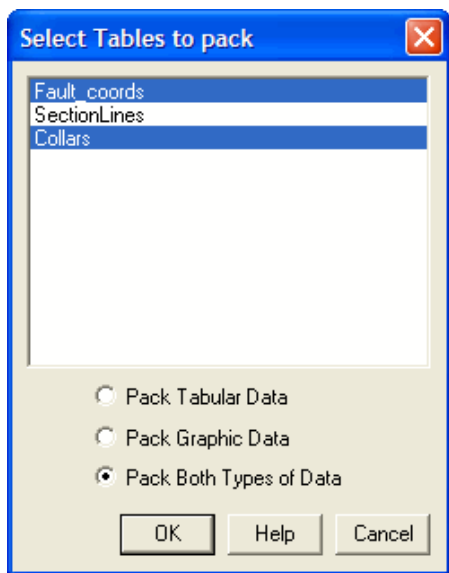 Select Tables to pack
Fault_coords
SectionLines
Collars
Pack Tabular Data
Pack Graphic Data
Pack Both Types of Data
OK Help Cancel